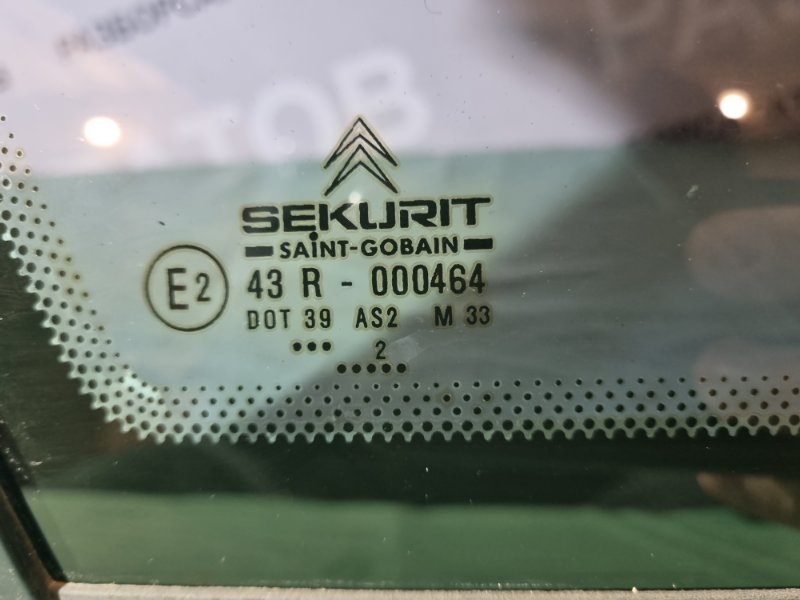 SEKURIT
SAINT-GOBAIN
E2
43 R - 000464
DOT 39 AS2 M 33
••• 2
•••••